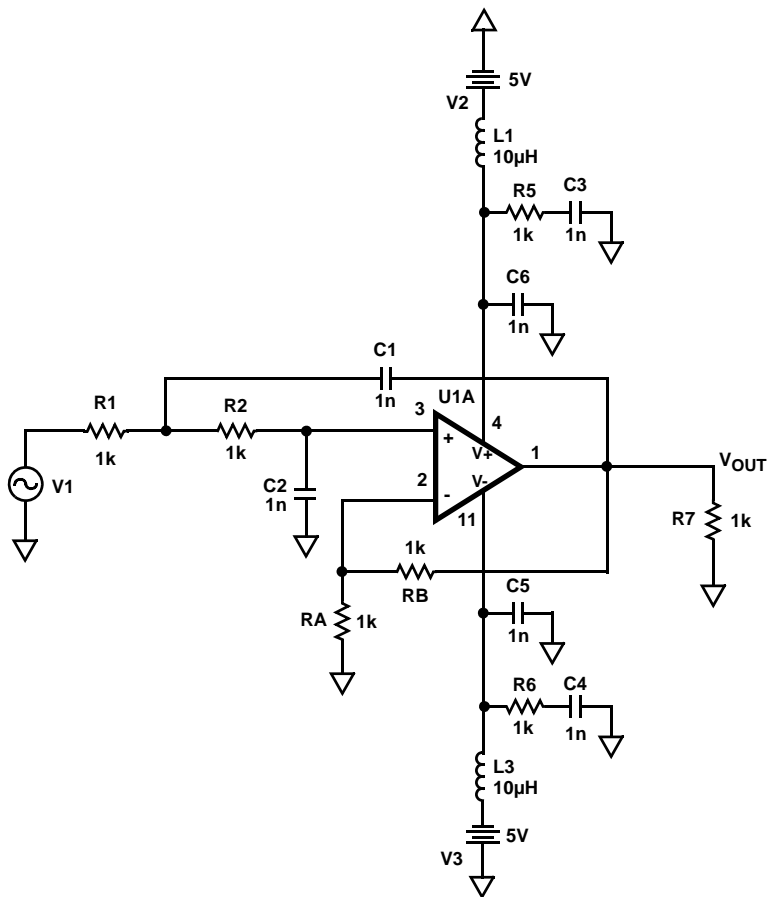 5V
V2
L1
10µH
R5
1k
C3
1n
C6
1n
C1
1n
U1A
R1
1k
R2
1k
3
4
+
V+
1
V-
2
-
11
V1
C2
1n
VOUT
R7
1k
1k
RB
RA
1k
C5
1n
R6
1k
C4
1n
L3
10µH
5V
V3